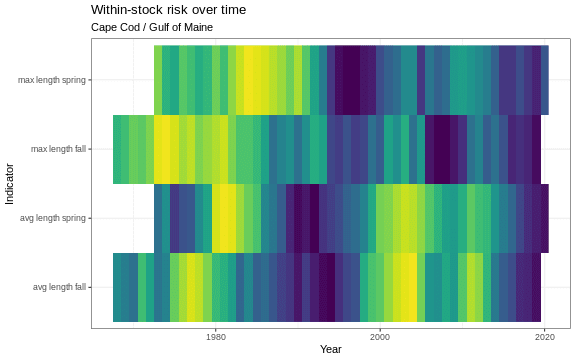 Within-stock risk over time
Cape Cod / Gulf of Maine
Indicator
max length spring
max length fall
avg length spring
avg length fall
1980
2000
2020
Year